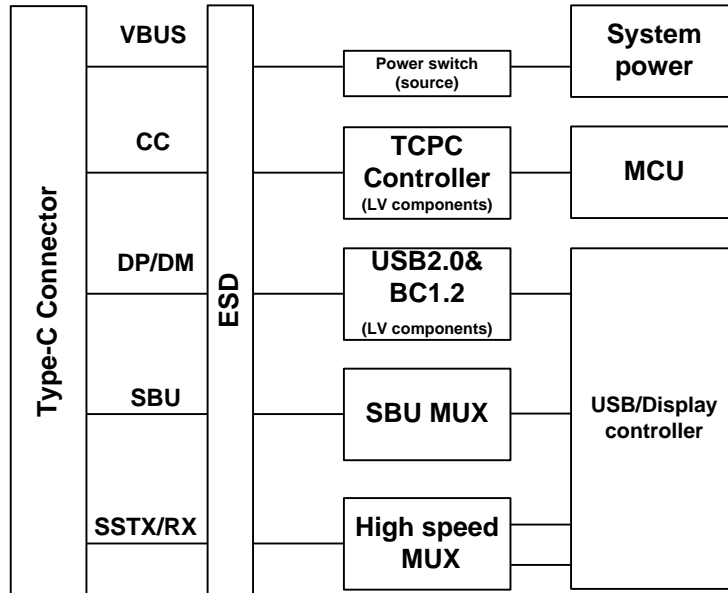 Type-C Connector
VBUS
CC
DP/DM
SBU
SSTX/RX
ESD
Power switch
(source)
System
power
TCPC
Controller
(LV components)
MCU
USB2.0&
BC1.2
(LV components)
SBU MUX
High speed
MUX
USB/Display
controller